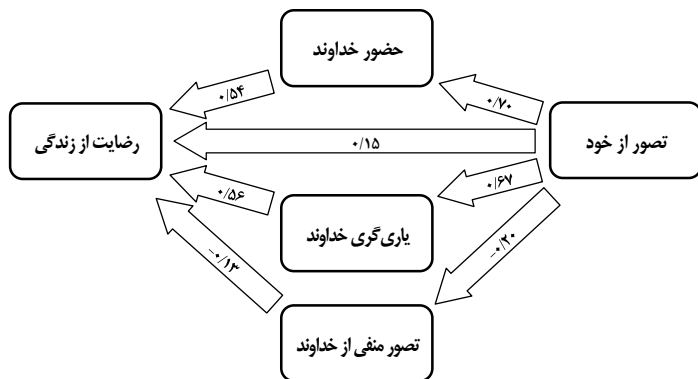 حضور خداوند
۰/۵۴
۰/۷۰
تصور از خود
رضایت از زندگی
۰/۱۵
۰/۵۶
۰/۶۷
یاری‌گری خداوند
-۰/۲۰
-۰/۱۳
تصور منفی از خداوند